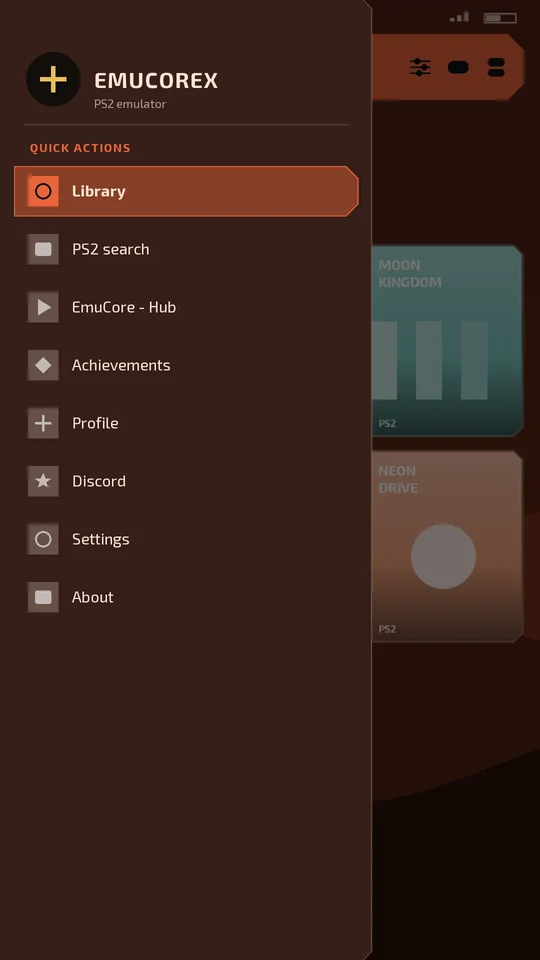 EMUCOREX
PS2 emulator
QUICK ACTIONS
Library
PS2 search
EmuCore - Hub
Achievements
Profile
Discord
Settings
About
MOON
KINGDOM
PS2
NEON
DRIVE
PS2